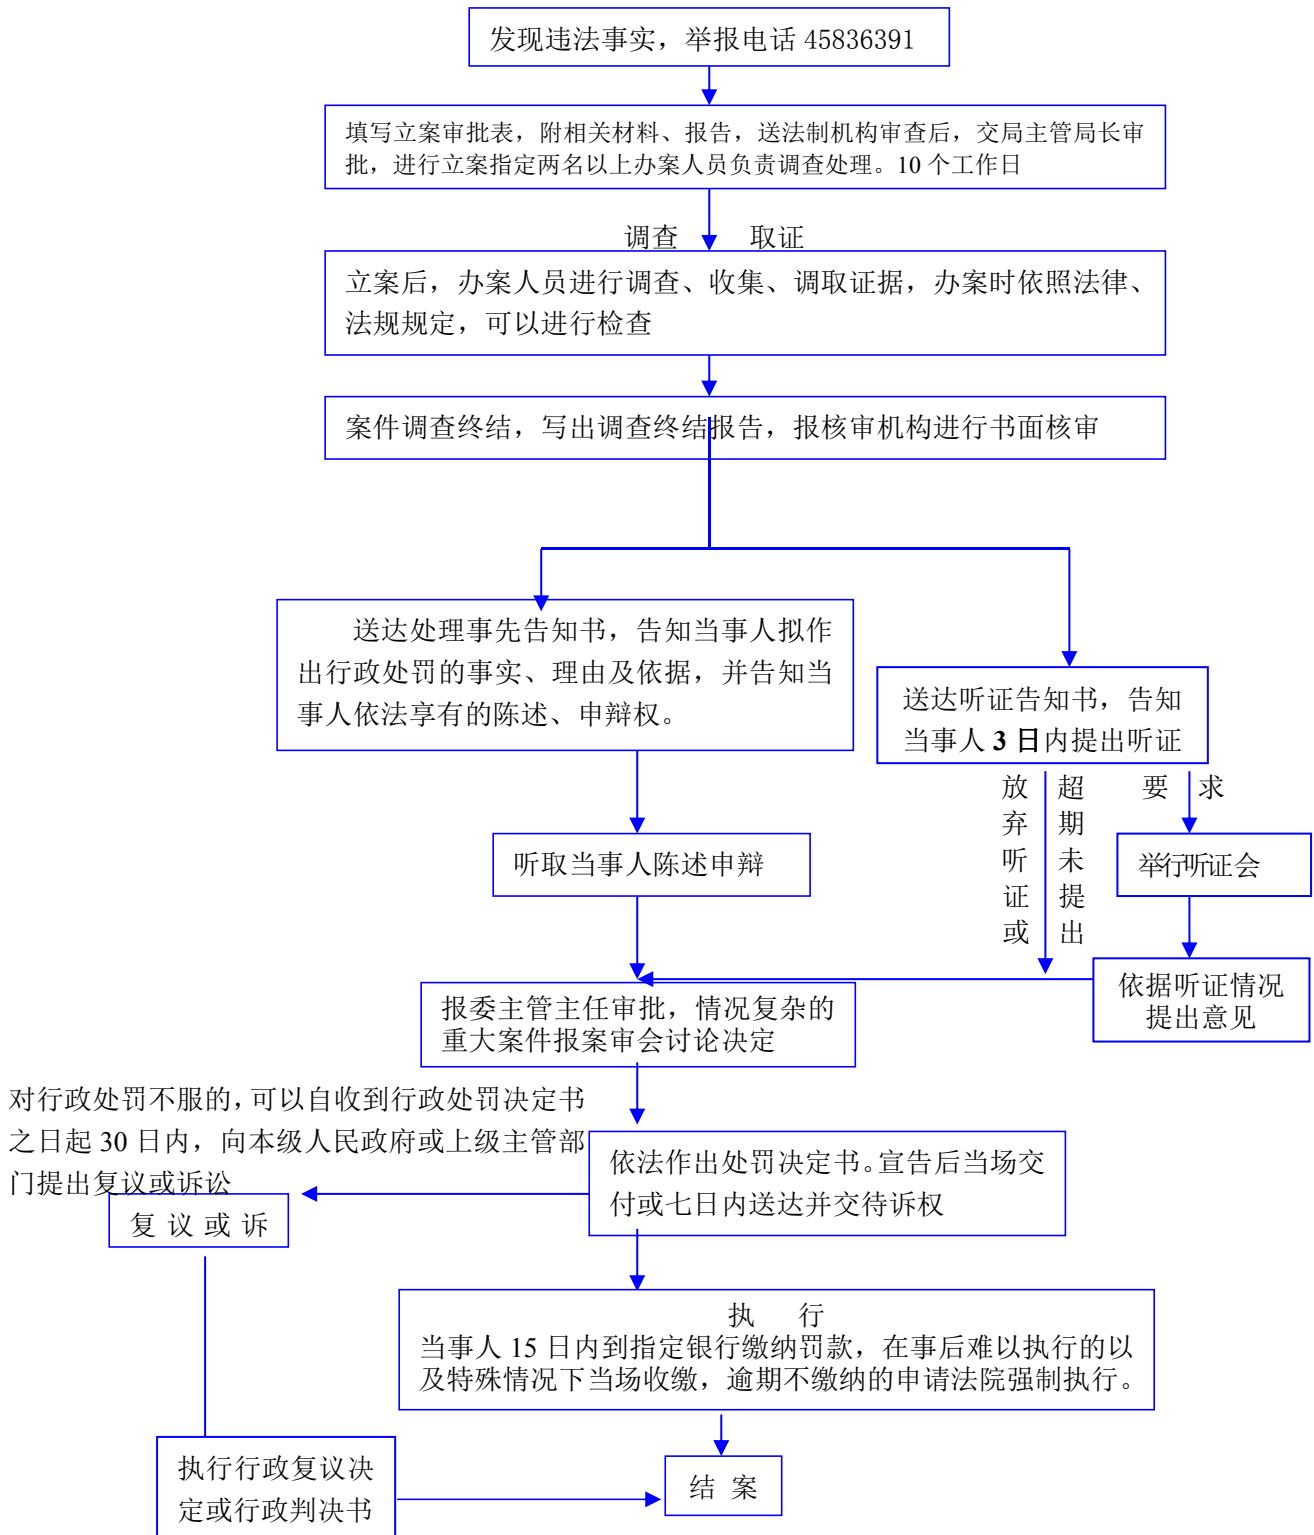 发现违法事实，举报电话 45836391
填写立案审批表，附相关材料、报告，送法制机构审查后，交局主管局长审
批，进行立案指定两名以上办案人员负责调查处理。10 个工作日
调查 取证
立案后，办案人员进行调查、收集、调取证据，办案时依照法律、
法规规定，可以进行检查
案件调查终结，写出调查终结报告，报核审机构进行书面核审
送达处理事先告知书，告知当事人拟作
出行政处罚的事实、理由及依据，并告知当
事人依法享有的陈述、申辩权。
送达听证告知书，告知
当事人 3 日内提出听证
放弃听证或
超期未提出
要 求
听取当事人陈述申辩
举行听证会
依据听证情况
提出意见
报委主管主任审批，情况复杂的
重大案件报案审会讨论决定
对行政处罚不服的，可以自收到行政处罚决定书
之日起 30 日内，向本级人民政府或上级主管部
门提出复议或诉讼
复 议 或 诉
依法作出处罚决定书。宣告后当场交
付或七日内送达并交待诉权
执 行
当事人 15 日内到指定银行缴纳罚款，在事后难以执行的以
及特殊情况下当场收缴，逾期不缴纳的申请法院强制执行。
执行行政复议决
定或行政判决书
结 案